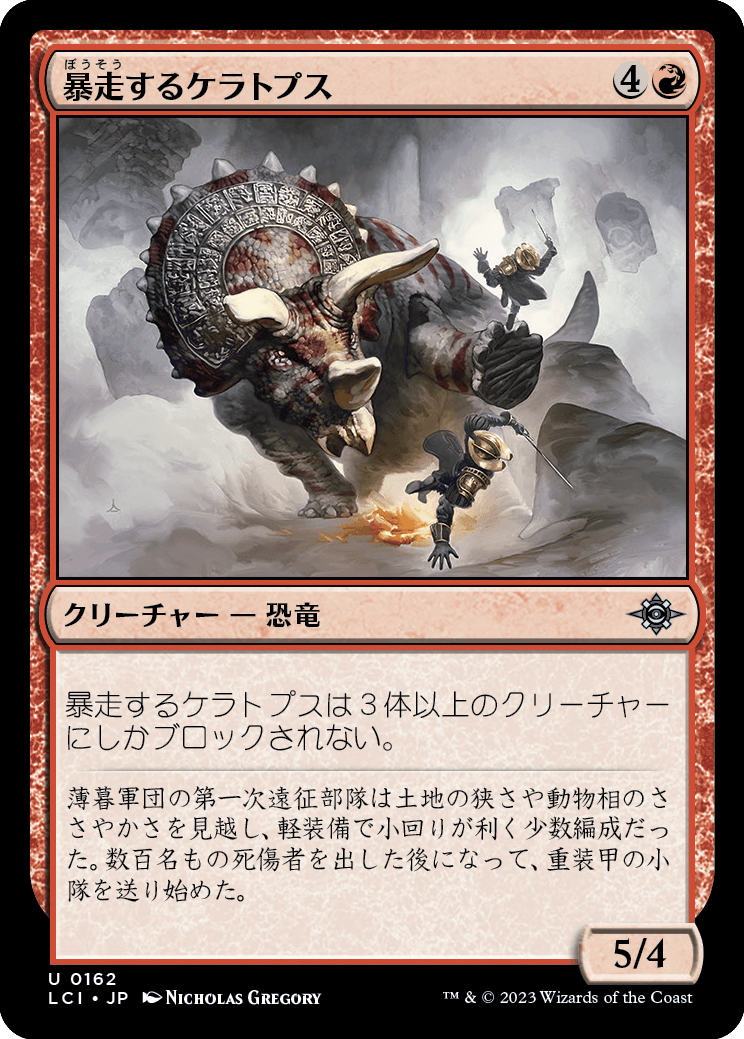 ぼうそう
暴走するケラトプス
4
クリーチャー — 恐竜
暴走するケラトプスは3体以上のクリーチャー
にしかブロックされない。
薄暮軍団の第一次遠征部隊は土地の狭さや動物相のさ
さやかさを見越し、軽装備で小回りが利く少数編成だっ
た。数百名もの死傷者を出した後になって、重装甲の小
隊を送り始めた。
5/4
U 0162
LCI • JP Nicholas Gregory
™ & © 2023 Wizards of the Coast